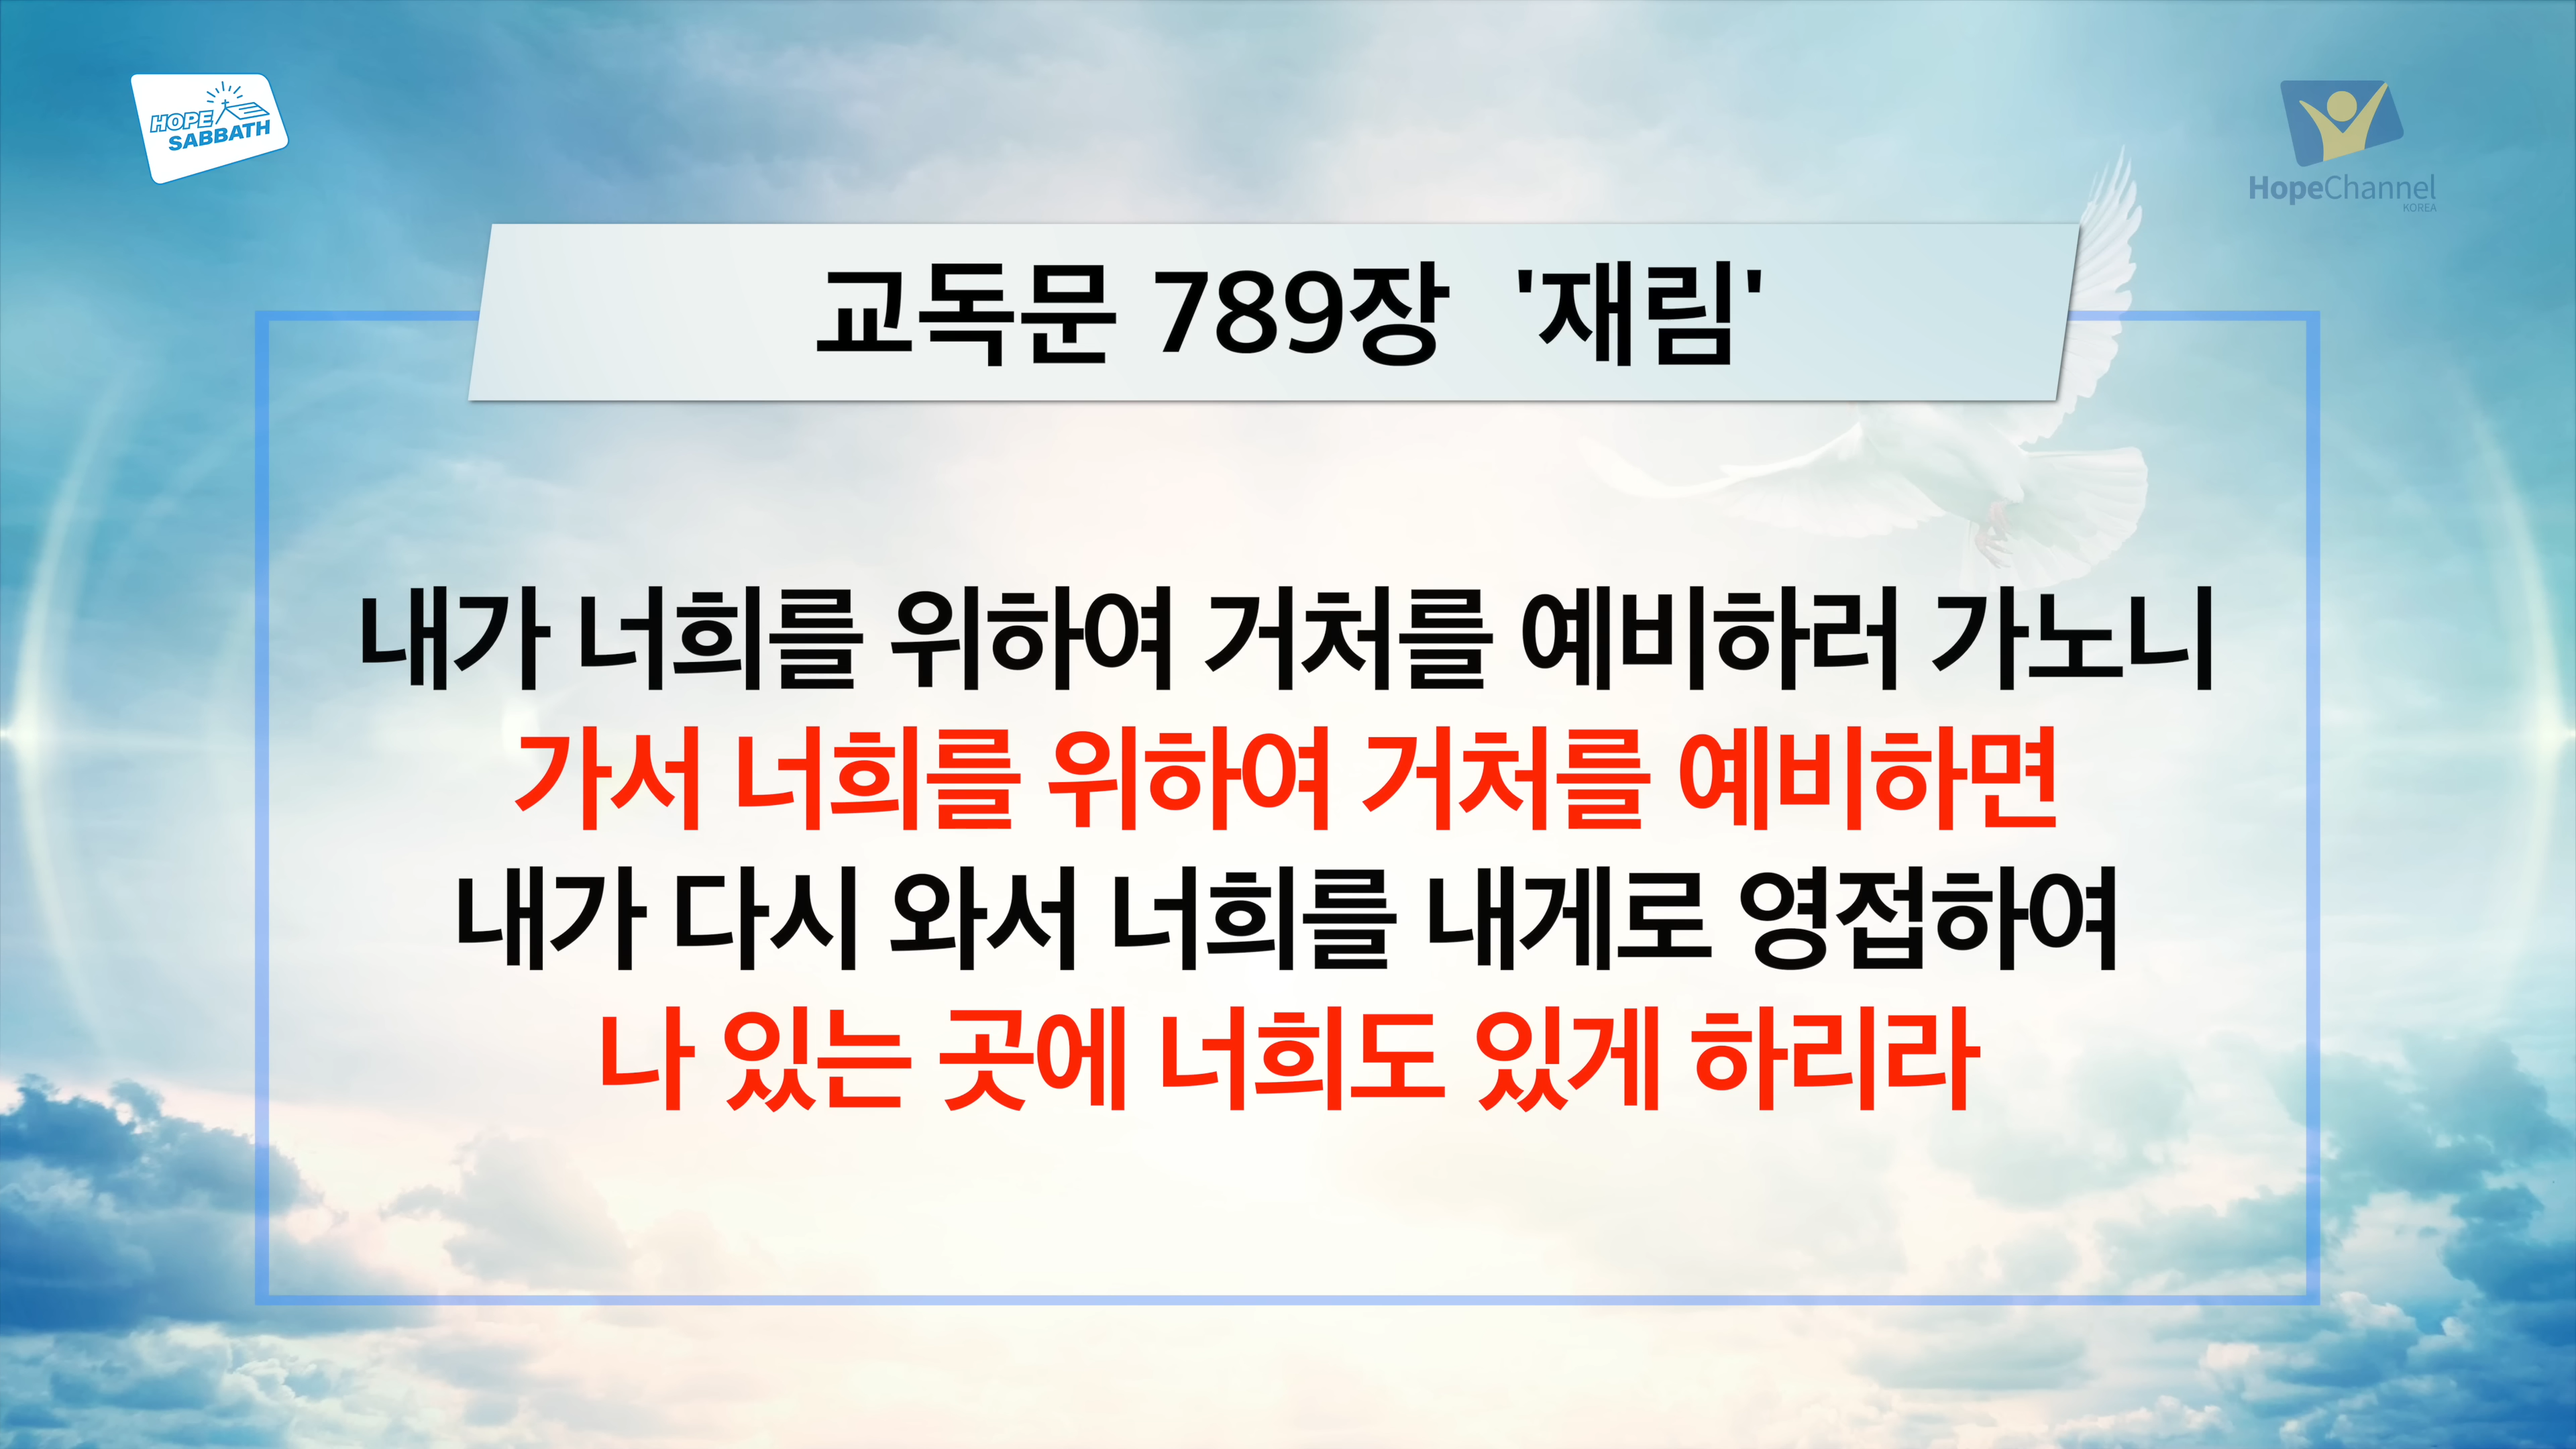 HOPE
SABBATH
HopeChannel
KOREA
교독문 789장 '재림'
내가 너희를 위하여 거처를 예비하러 가노니
가서 너희를 위하여 거처를 예비하면
내가 다시 와서 너희를 내게로 영접하여
나 있는 곳에 너희도 있게 하리라